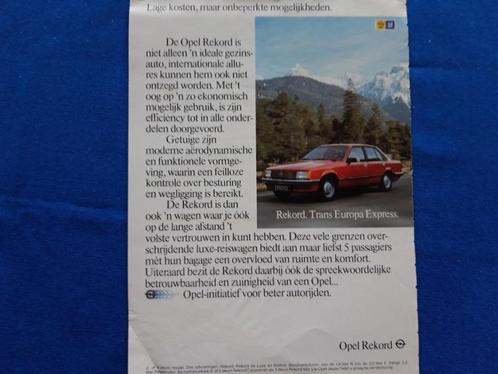 Lage kosten, maar onbeperkte mogelijkheden.
De Opel Rekord is
niet alleen 'n ideale gezins-
auto, internationale allu-
res kunnen hem ook niet
ontzegd worden. Met 't
oog op 'n zo ekonomisch
mogelijk gebruik, is zijn
efficiency tot in alle onder-
delen doorgevoerd.
Getuige zijn
moderne aërodynamische
en funktionele vormge-
ving, waarin een feilloze
kontrole over besturing
en wegligging is bereikt.
De Rekord is dan
ook 'n wagen waar je óók
op de lange afstand 't
volste vertrouwen in kunt hebben. Deze vele grenzen over-
schrijdende luxe-reiswagen biedt aan maar liefst 5 passagiers
mèt hun bagage een overvloed van ruimte en komfort.
Uiteraard bezit de Rekord daarbij óók de spreekwoordelijke
betrouwbaarheid en zuinigheid van een Opel...
Opel-initiatief voor beter autorijden.
Rekord. Trans Europa Express.
Opel Rekord